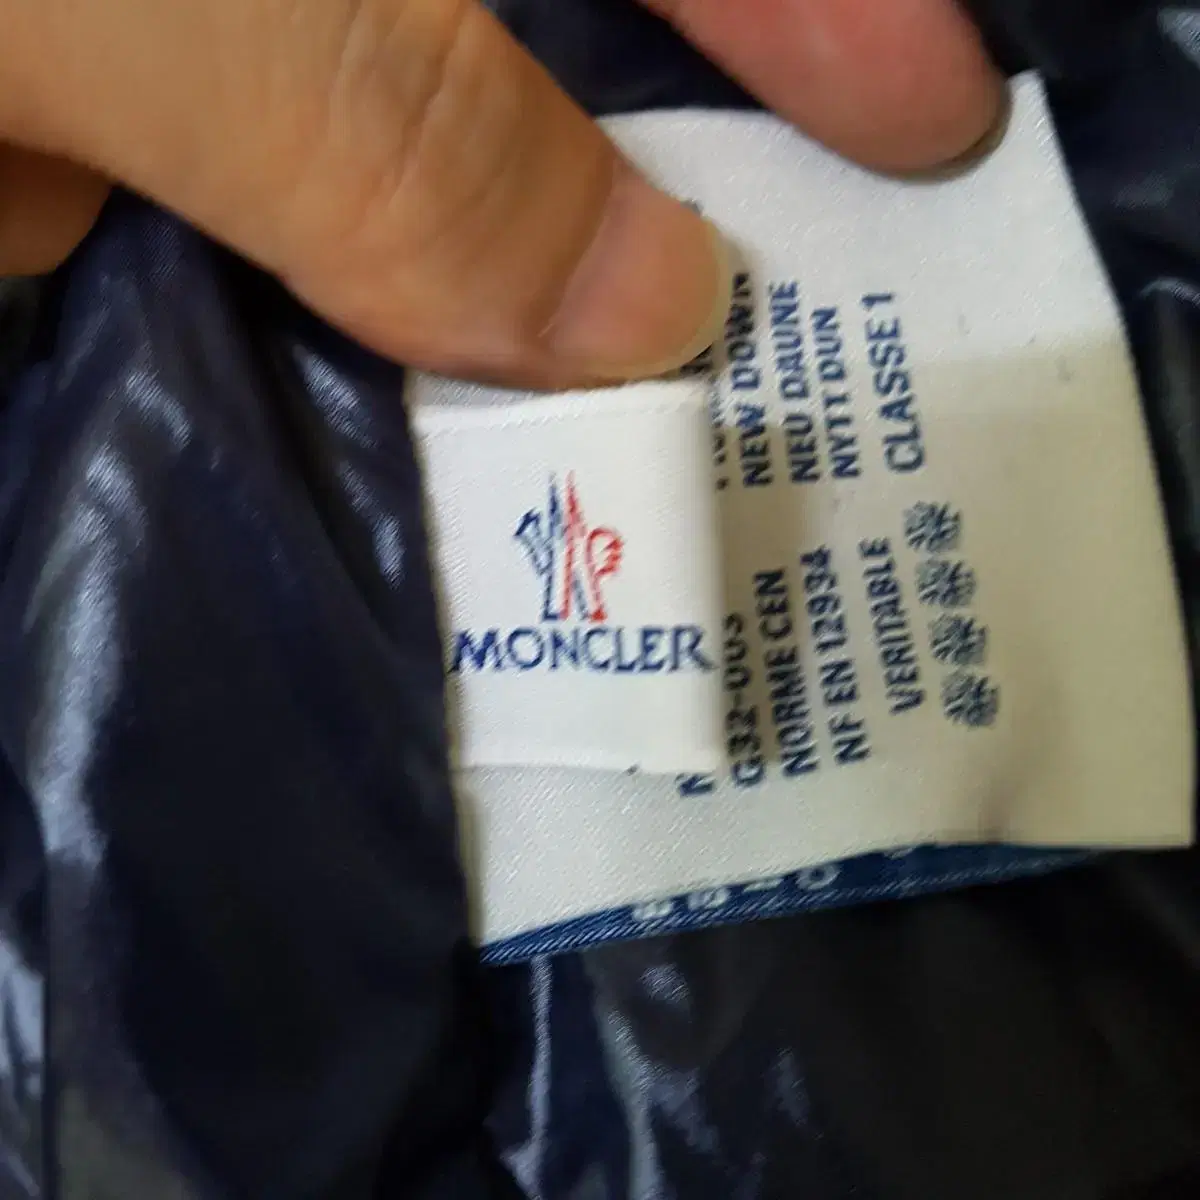 MONCLER
NEW DOWN
NEU DAUNE
NYTT DUN
CLASSE 1
G32-003
NORME CEN
NF EN 12934
VERITABLE